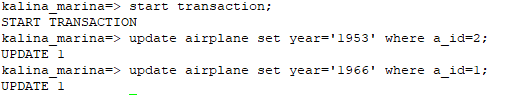 kalina_marina=> start transaction;
START TRANSACTION
kalina_marina=> update airplane set year='1953' where a_id=2;
UPDATE 1
kalina_marina=> update airplane set year='1966' where a_id=1;
UPDATE 1